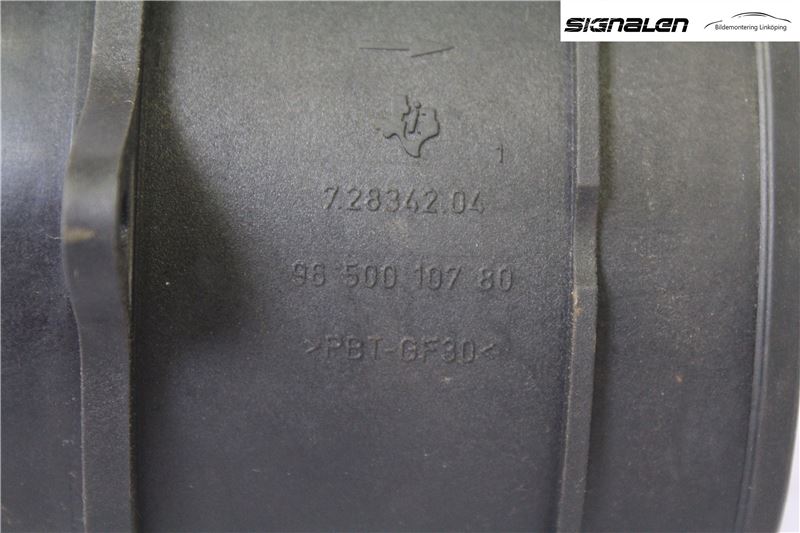 SIGNALEN
Bildemontering Linköping
1
7.28342.04
96 500 107 80
>PBT-GF30<